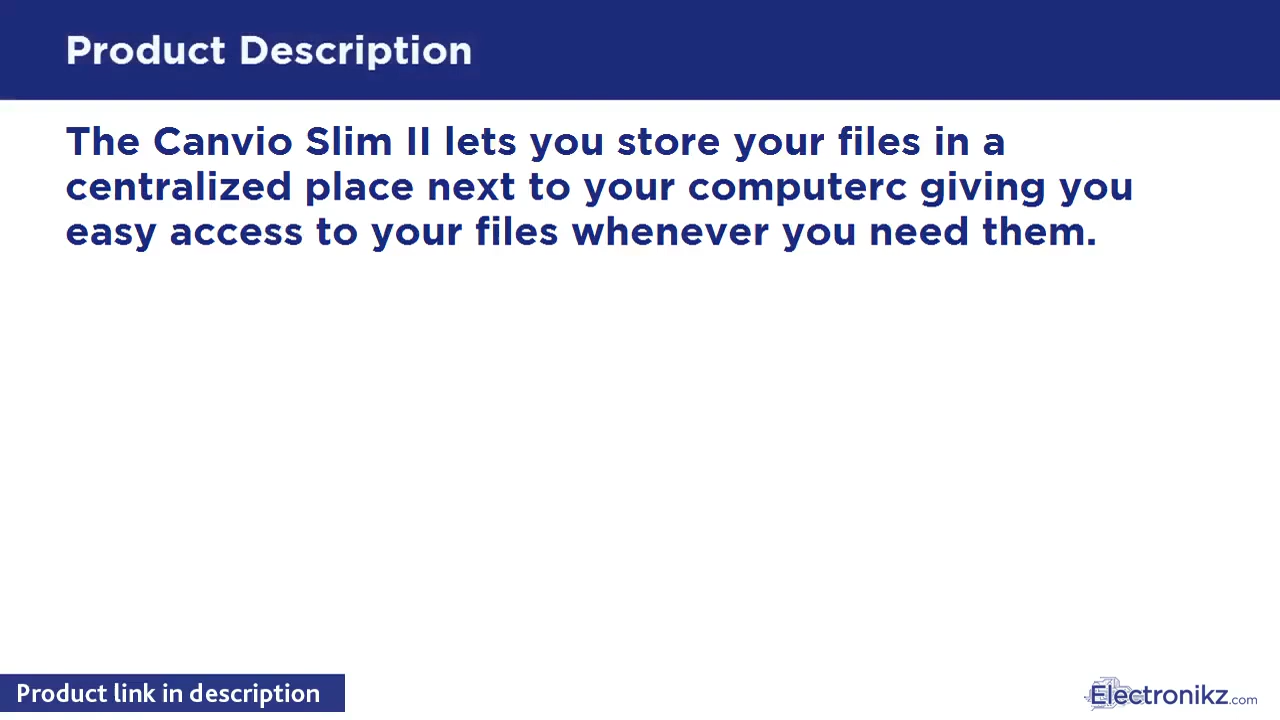 Product Description
The Canvio Slim II lets you store your files in a
centralized place next to your computerc giving you
easy access to your files whenever you need them.
Product link in description
Electronikz.com